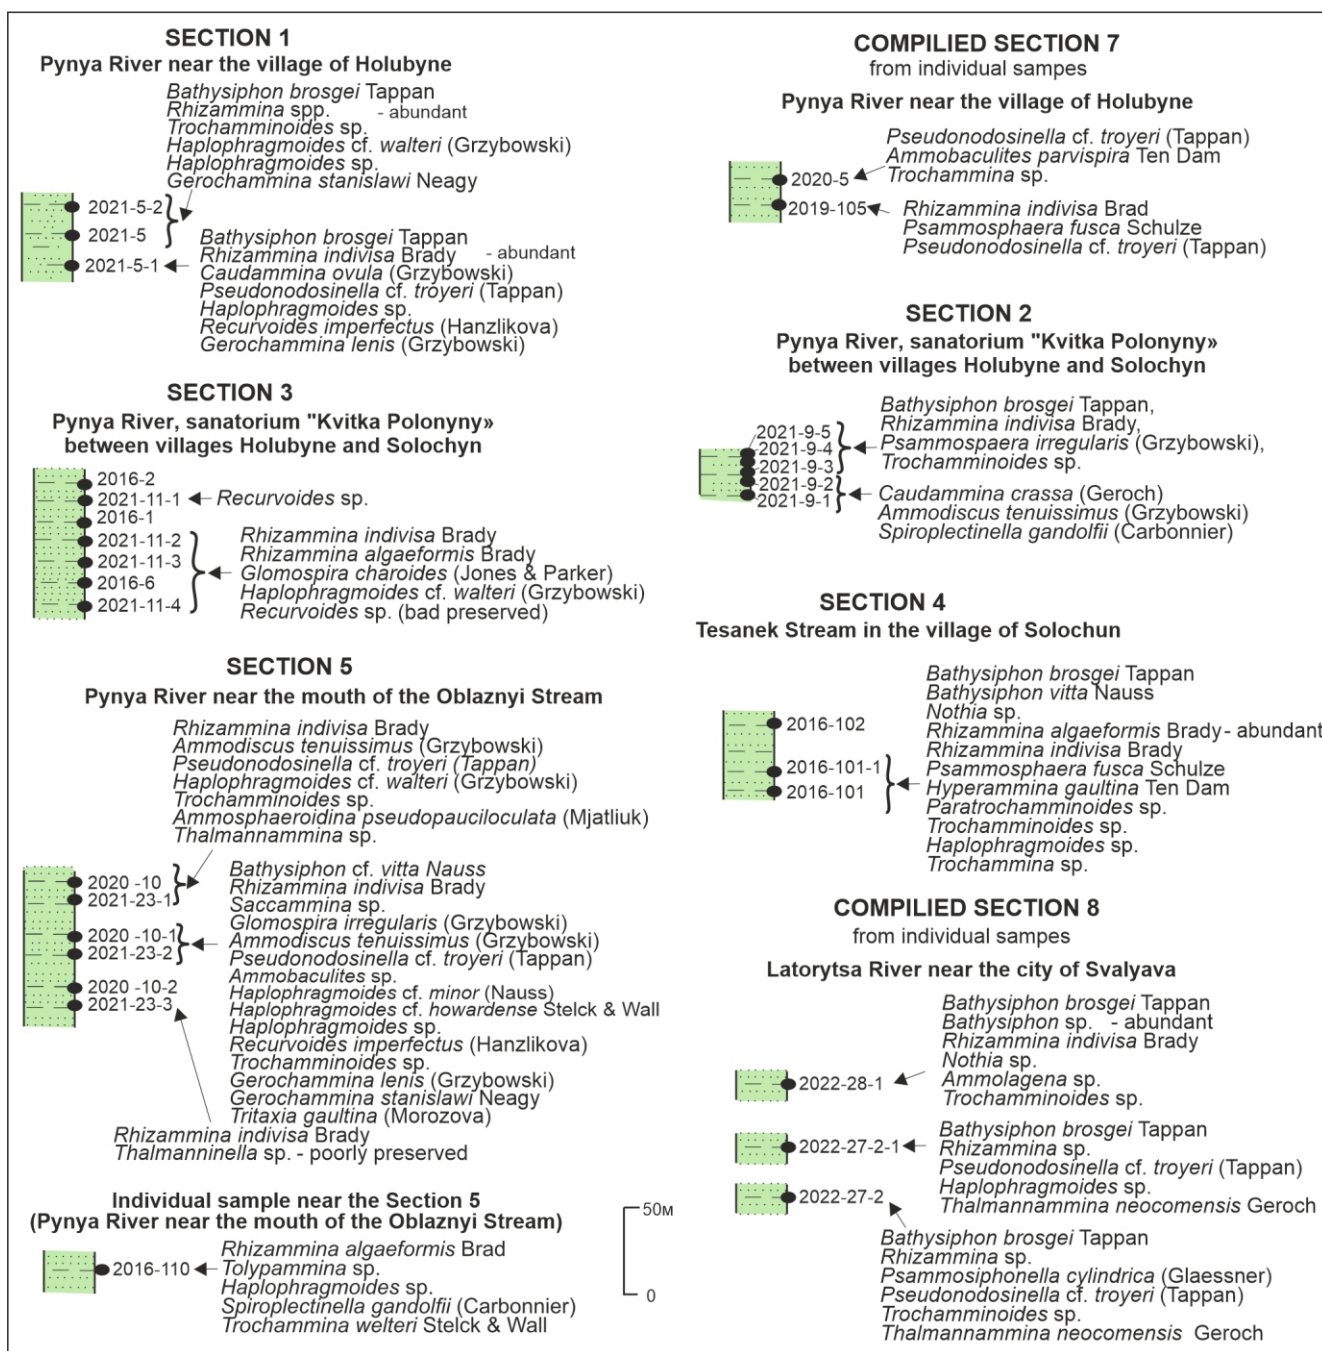 SECTION 1
Pynya River near the village of Holubyne
Bathysiphon brosgei Tappan
Rhizammina spp. - abundant
Trochamminoides sp.
Haplophragmoides cf. walteri (Grzybowski)
Haplophragmoides sp.
Gerochammina stanislawi Neagy
2021-5-2
2021-5
2021-5-1
Bathysiphon brosgei Tappan
Rhizammina indivisa Brady - abundant
Caudammina ovula (Grzybowski)
Pseudonodosinella cf. troyeri (Tappan)
Haplophragmoides sp.
Recurvoides imperfectus (Hanzlikova)
Gerochammina lenis (Grzybowski)
SECTION 3
Pynya River, sanatorium "Kvitka Polonyny»
between villages Holubyne and Solochyn
2016-2
2021-11-1
2016-1
2021-11-2
2021-11-3
2016-6
2021-11-4
Recurvoides sp.
Rhizammina indivisa Brady
Rhizammina algaeformis Brady
Glomospira charoides (Jones & Parker)
Haplophragmoides cf. walteri (Grzybowski)
Recurvoides sp. (bad preserved)
SECTION 5
Pynya River near the mouth of the Oblaznyi Stream
Rhizammina indivisa Brady
Ammodiscus tenuissimus (Grzybowski)
Pseudonodosinella cf. troyeri (Tappan)
Haplophragmoides cf. walteri (Grzybowski)
Trochamminoides sp.
Ammosphaeroidina pseudopauciloculata (Mjatliuk)
Thalmannammina sp.
2020 -10
2021-23-1
2020 -10-1
2021-23-2
2020 -10-2
2021-23-3
Bathysiphon cf. vitta Nauss
Rhizammina indivisa Brady
Saccammina sp.
Glomospira irregularis (Grzybowski)
Ammodiscus tenuissimus (Grzybowski)
Pseudonodosinella cf. troyeri (Tappan)
Ammobaculites sp.
Haplophragmoides cf. minor (Nauss)
Haplophragmoides cf. howardense Stelck & Wall
Haplophragmoides sp.
Recurvoides imperfectus (Hanzlikova)
Trochamminoides sp.
Gerochammina lenis (Grzybowski)
Gerochammina stanislawi Neagy
Tritaxia gaultina (Morozova)
Rhizammina indivisa Brady
Thalmanninella sp. - poorly preserved
Individual sample near the Section 5
(Pynya River near the mouth of the Oblaznyi Stream)
2016-110
Rhizammina algaeformis Brad
Tolypammina sp.
Haplophragmoides sp.
Spiroplectinella gandolfii (Carbonnier)
Trochammina welteri Stelck & Wall
50м
0
COMPILIED SECTION 7
from individual sampes
Pynya River near the village of Holubyne
Pseudonodosinella cf. troyeri (Tappan)
Ammobaculites parvispira Ten Dam
Trochammina sp.
2020-5
2019-105
Rhizammina indivisa Brad
Psammosphaera fusca Schulze
Pseudonodosinella cf. troyeri (Tappan)
SECTION 2
Pynya River, sanatorium "Kvitka Polonyny»
between villages Holubyne and Solochyn
Bathysiphon brosgei Tappan,
Rhizammina indivisa Brady,
Psammospaera irregularis (Grzybowski),
Trochamminoides sp.
2021-9-5
2021-9-4
2021-9-3
2021-9-2
2021-9-1
Caudammina crassa (Geroch)
Ammodiscus tenuissimus (Grzybowski)
Spiroplectinella gandolfii (Carbonnier)
SECTION 4
Tesanek Stream in the village of Solochun
Bathysiphon brosgei Tappan
Bathysiphon vitta Nauss
Nothia sp.
Rhizammina algaeformis Brady - abundant
Rhizammina indivisa Brady
Psammosphaera fusca Schulze
Hyperammina gaultina Ten Dam
Paratrochamminoides sp.
Trochamminoides sp.
Haplophragmoides sp.
Trochammina sp.
2016-102
2016-101-1
2016-101
COMPILIED SECTION 8
from individual sampes
Latorytsa River near the city of Svalyava
Bathysiphon brosgei Tappan
Bathysiphon sp. - abundant
Rhizammina indivisa Brady
Nothia sp.
Ammolagena sp.
Trochamminoides sp.
2022-28-1
Bathysiphon brosgei Tappan
Rhizammina sp.
Pseudonodosinella cf. troyeri (Tappan)
Haplophragmoides sp.
Thalmannammina neocomensis Geroch
2022-27-2-1
2022-27-2
Bathysiphon brosgei Tappan
Rhizammina sp.
Psammosiphonella cylindrica (Glaessner)
Pseudonodosinella cf. troyeri (Tappan)
Trochamminoides sp.
Thalmannammina neocomensis Geroch